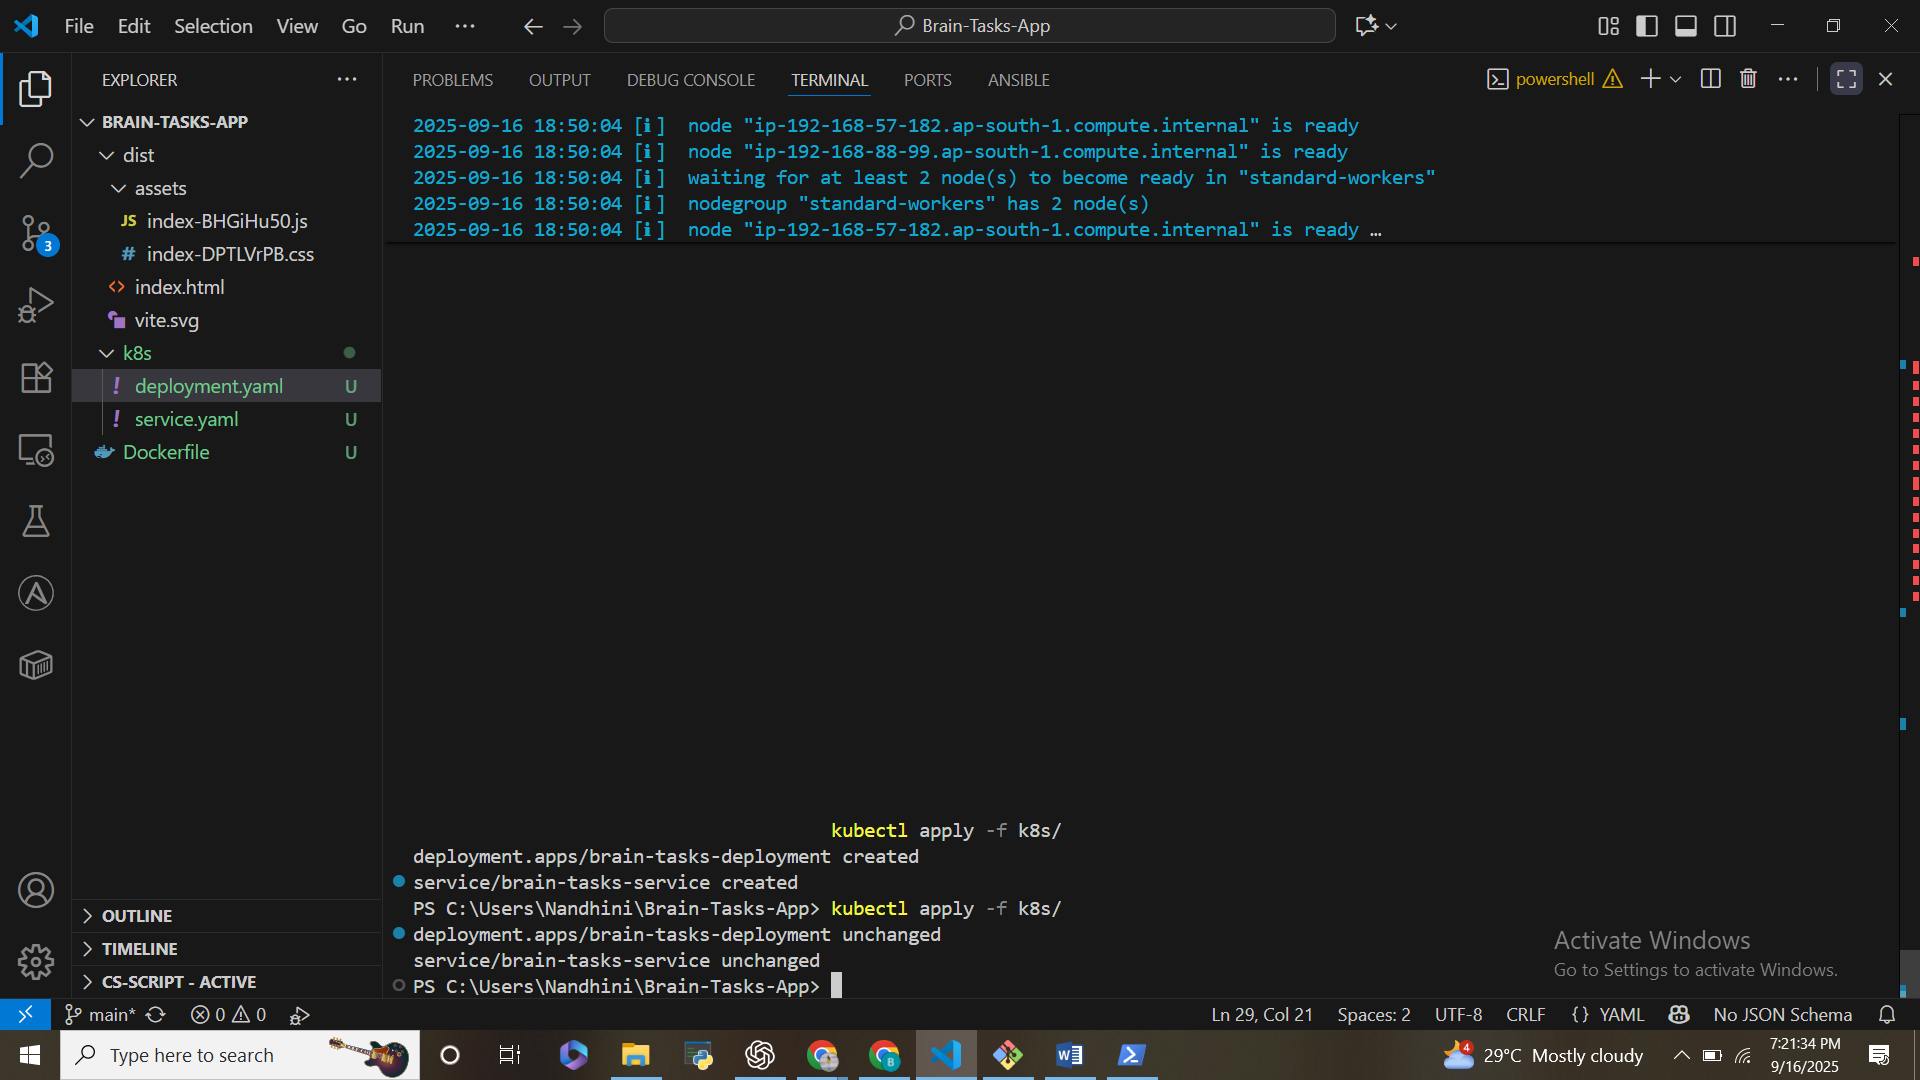 File Edit Selection View Go Run ··· Brain-Tasks-App
EXPLORER ···
BRAIN-TASKS-APP
dist
assets
JS index-BHGiHu50.js
# index-DPTLVrPB.css
<> index.html
vite.svg
k8s
! deployment.yaml U
! service.yaml U
Dockerfile U
3
OUTLINE
TIMELINE
CS-SCRIPT - ACTIVE
PROBLEMS OUTPUT DEBUG CONSOLE TERMINAL PORTS ANSIBLE powershell
2025-09-16 18:50:04 [ℹ] node "ip-192-168-57-182.ap-south-1.compute.internal" is ready
2025-09-16 18:50:04 [ℹ] node "ip-192-168-88-99.ap-south-1.compute.internal" is ready
2025-09-16 18:50:04 [ℹ] waiting for at least 2 node(s) to become ready in "standard-workers"
2025-09-16 18:50:04 [ℹ] nodegroup "standard-workers" has 2 node(s)
2025-09-16 18:50:04 [ℹ] node "ip-192-168-57-182.ap-south-1.compute.internal" is ready …
kubectl apply -f k8s/
deployment.apps/brain-tasks-deployment created
service/brain-tasks-service created
PS C:\Users\Nandhini\Brain-Tasks-App> kubectl apply -f k8s/
deployment.apps/brain-tasks-deployment unchanged
service/brain-tasks-service unchanged
PS C:\Users\Nandhini\Brain-Tasks-App>
Activate Windows
Go to Settings to activate Windows.
main* 0 0 Ln 29, Col 21 Spaces: 2 UTF-8 CRLF {} YAML No JSON Schema
Type here to search B 4 29°C Mostly cloudy 7:21:34 PM
9/16/2025